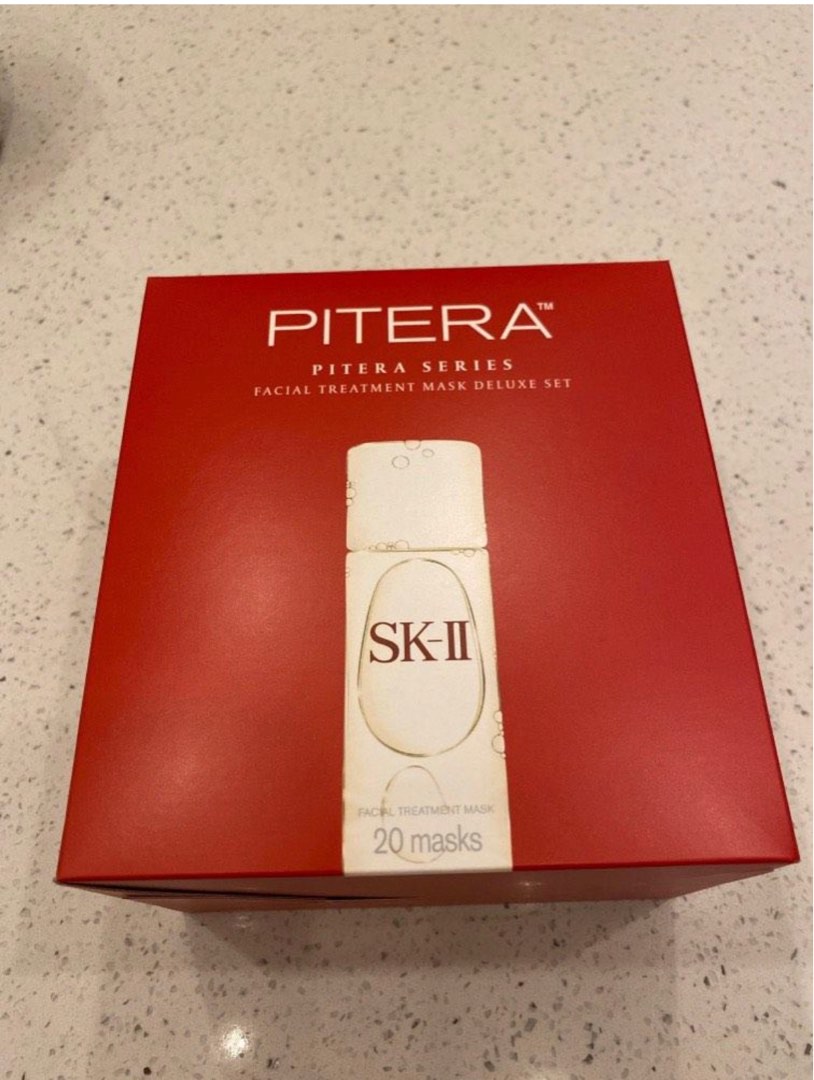 PITERA™
PITERA SERIES
FACIAL TREATMENT MASK DELUXE SET
SK-II
FACIAL TREATMENT MASK
20 masks